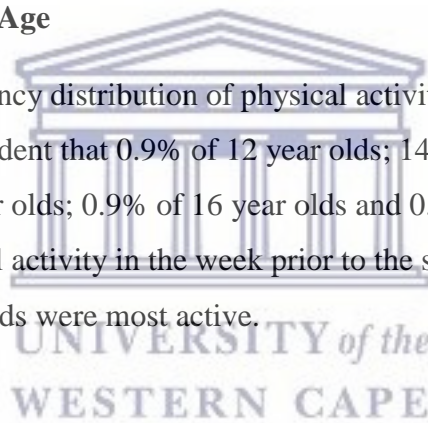 Age
ncy distribution of physical activit
dent that 0.9% of 12 year olds; 14
r olds; 0.9% of 16 year olds and 0.
l activity in the week prior to the s
ds were most active.
UNIVERSITY of the
WESTERN CAPE